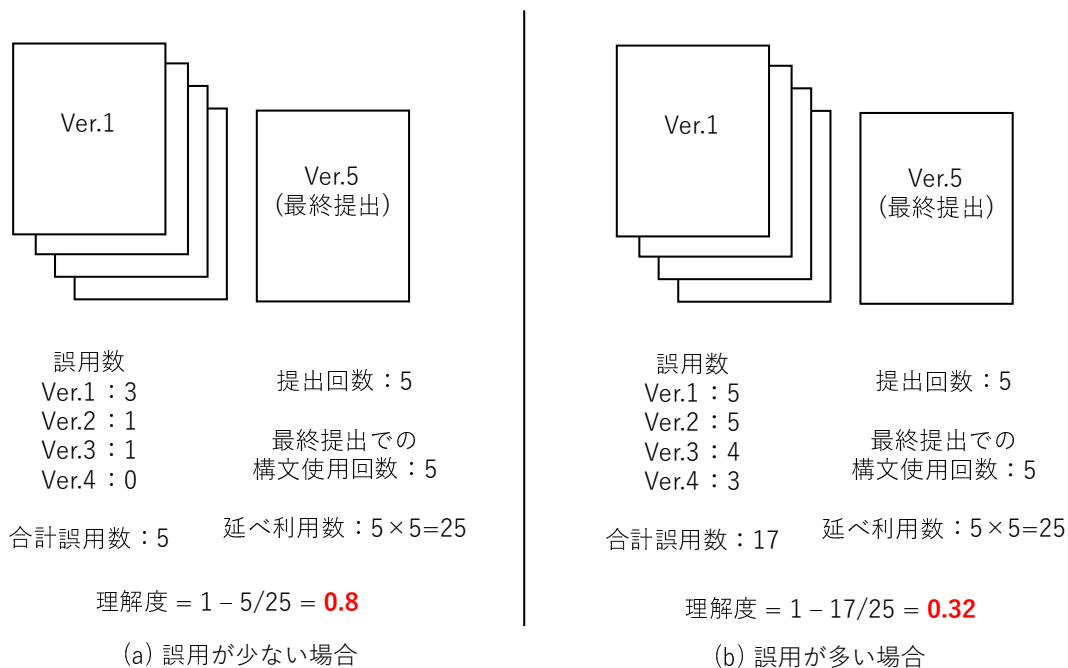 Ver.1
Ver.5
(最終提出)
誤用数
Ver.1：3
Ver.2：1
Ver.3：1
Ver.4：0
合計誤用数：5
提出回数：5
最終提出での
構文使用回数：5
延べ利用数：5×5=25
理解度 = 1 – 5/25 = 0.8
(a) 誤用が少ない場合
Ver.1
Ver.5
(最終提出)
誤用数
Ver.1：5
Ver.2：5
Ver.3：4
Ver.4：3
合計誤用数：17
提出回数：5
最終提出での
構文使用回数：5
延べ利用数：5×5=25
理解度 = 1 – 17/25 = 0.32
(b) 誤用が多い場合